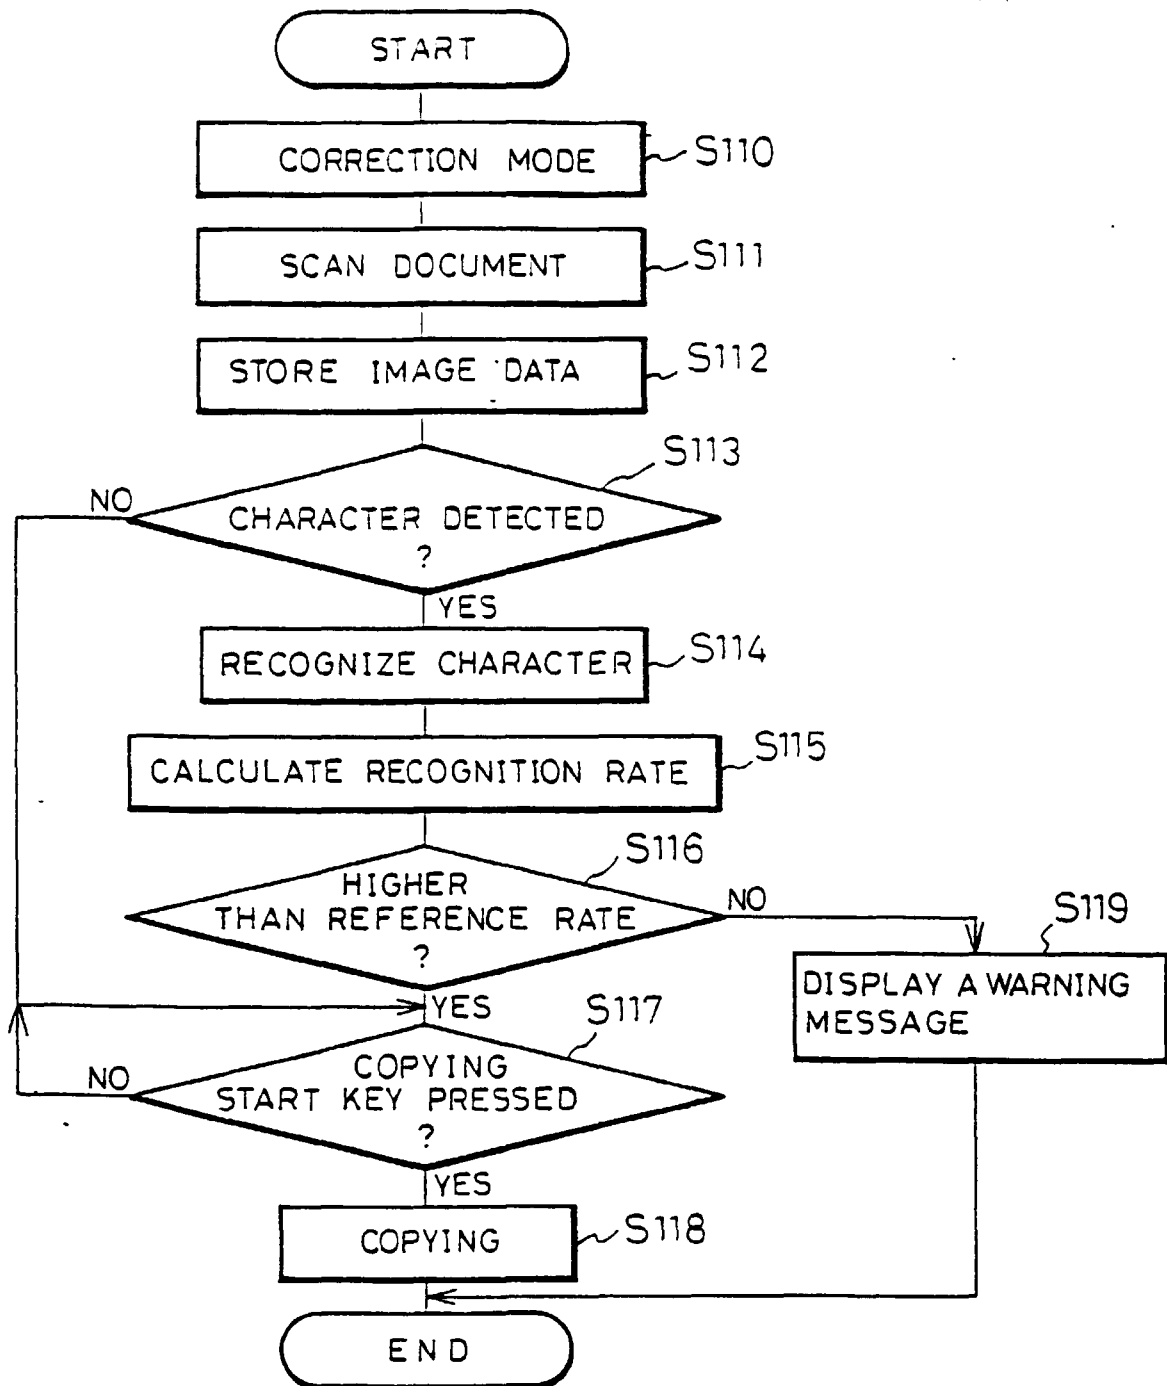 START
CORRECTION MODE
S110
SCAN DOCUMENT
S111
STORE IMAGE DATA
S112
S113
NO
CHARACTER DETECTED
?
YES
RECOGNIZE CHARACTER
S114
CALCULATE RECOGNITION RATE
S115
S116
HIGHER
THAN REFERENCE RATE
?
NO
S119
DISPLAY A WARNING
MESSAGE
YES
S117
NO
COPYING
START KEY PRESSED
?
YES
COPYING
S118
END